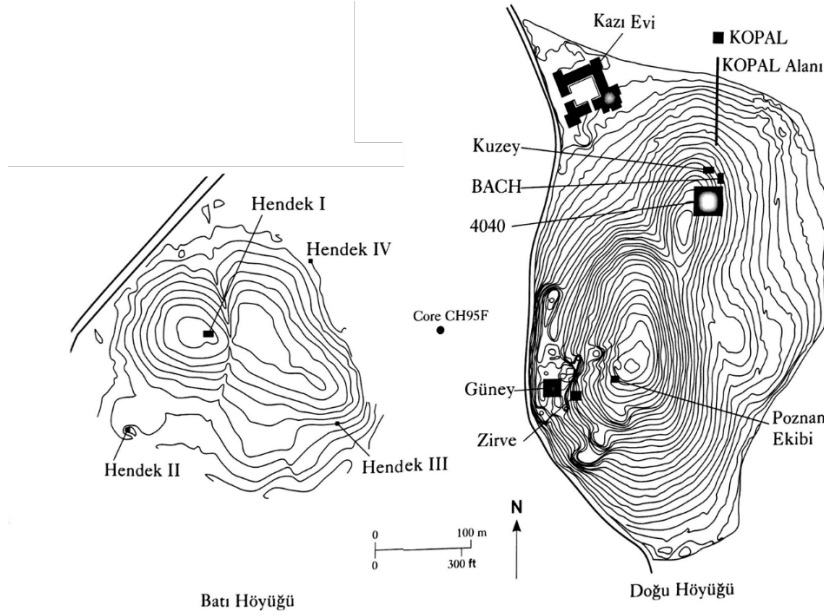 Kazı Evi
KOPAL
KOPAL Alanı
Kuzey
BACH
4040
Hendek I
Hendek IV
Core CH95F
Güney
Zirve
Poznan
Ekibi
Hendek II
Hendek III
N
0 100 m
0 300 ft
Batı Höyüğü
Doğu Höyüğü